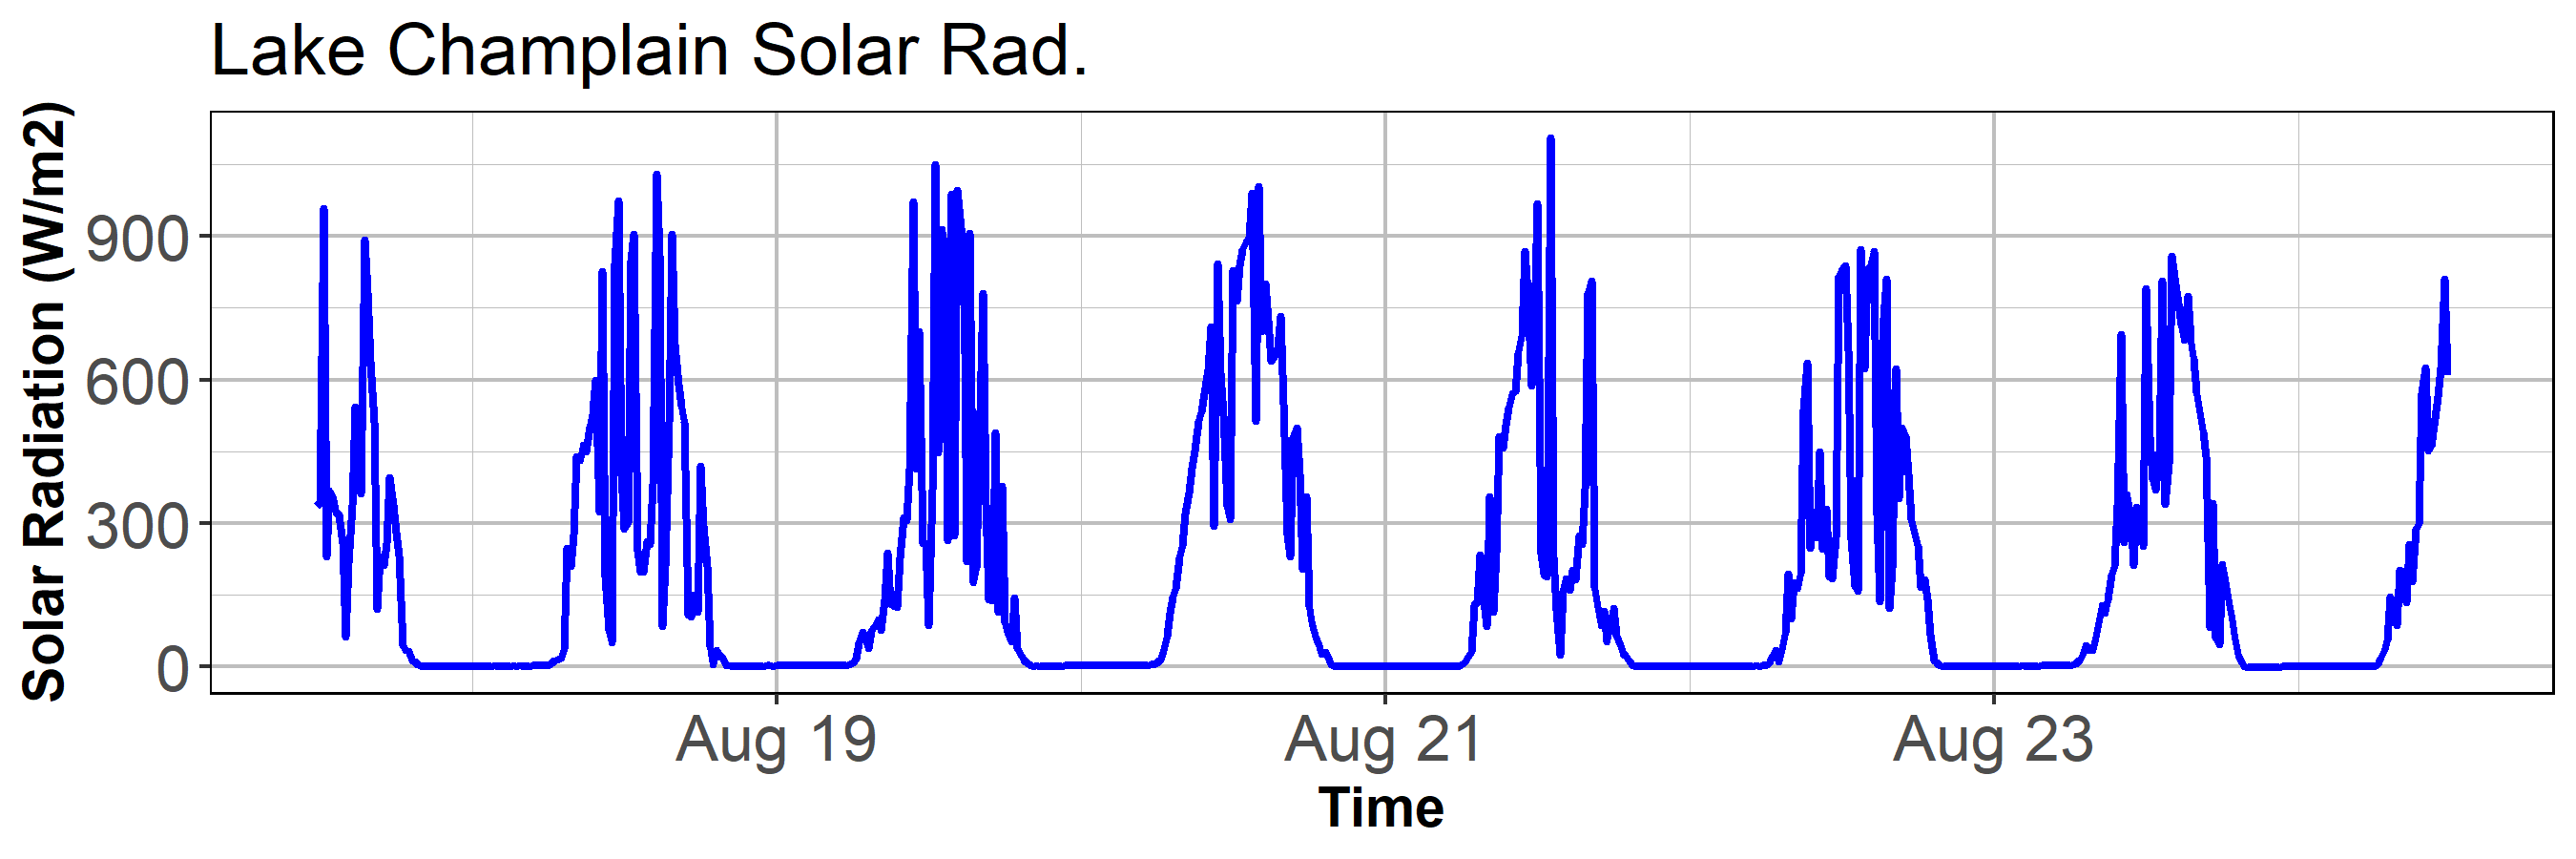 Lake Champlain Solar Rad.
Solar Radiation (W/m2)
900
600
300
0
Aug 19 Aug 21 Aug 23
Time